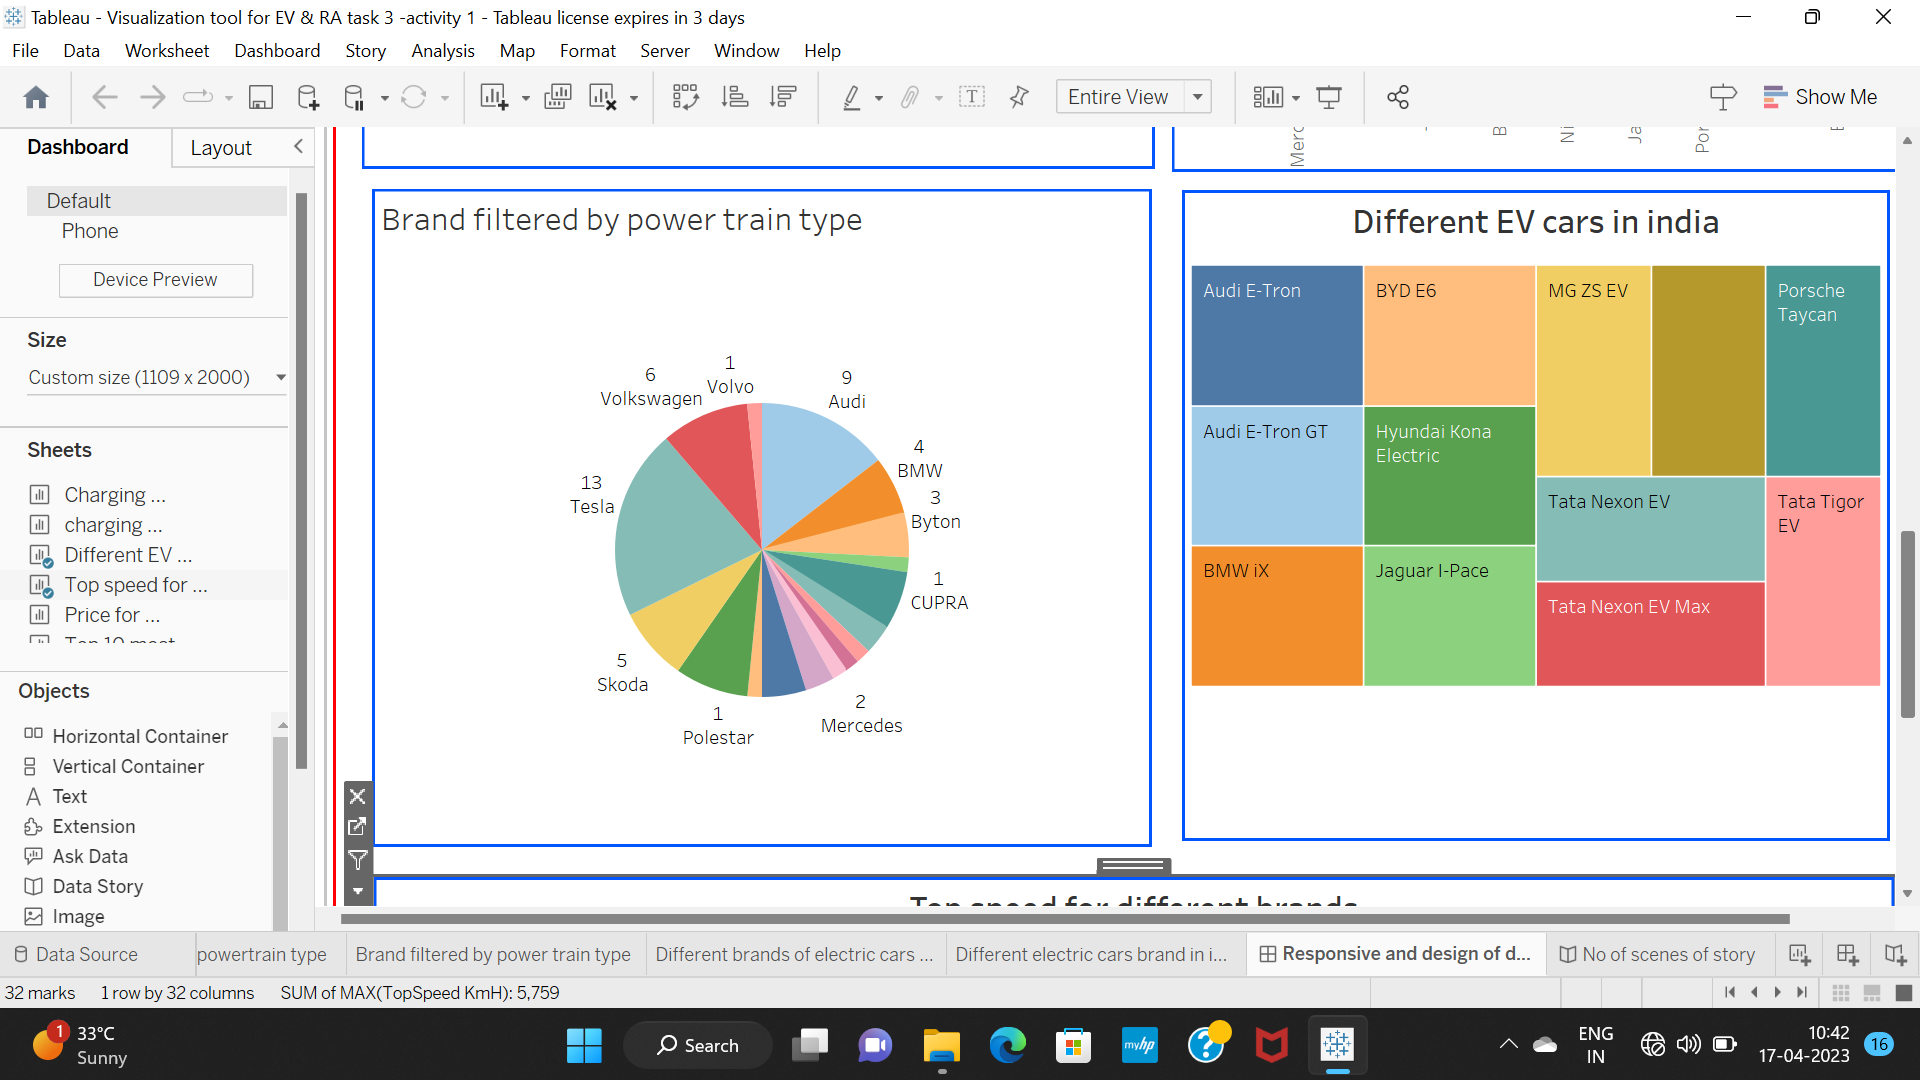 Tableau - Visualization tool for EV & RA task 3 -activity 1 - Tableau license expires in 3 days
File Data Worksheet Dashboard Story Analysis Map Format Server Window Help
Entire View
Show Me
Dashboard
Layout
Default
Phone
Device Preview
Size
Custom size (1109 x 2000)
Sheets
Charging ...
charging ...
Different EV ...
Top speed for ...
Price for ...
Objects
Horizontal Container
Vertical Container
Text
Extension
Ask Data
Data Story
Image
Brand filtered by power train type
1
Volvo
6
Volkswagen
9
Audi
4
BMW
3
Byton
13
Tesla
1
CUPRA
5
Skoda
1
Polestar
2
Mercedes
Different EV cars in india
Audi E-Tron
BYD E6
MG ZS EV
Porsche
Taycan
Audi E-Tron GT
Hyundai Kona
Electric
Tata Nexon EV
Tata Tigor
EV
BMW iX
Jaguar I-Pace
Tata Nexon EV Max
Top speed for different brands
Data Source
powertrain type
Brand filtered by power train type
Different brands of electric cars ...
Different electric cars brand in i...
Responsive and design of d...
No of scenes of story
32 marks
1 row by 32 columns
SUM of MAX(TopSpeed KmH): 5,759
1
33°C
Sunny
Search
myhp
ENG
IN
10:42
17-04-2023
16